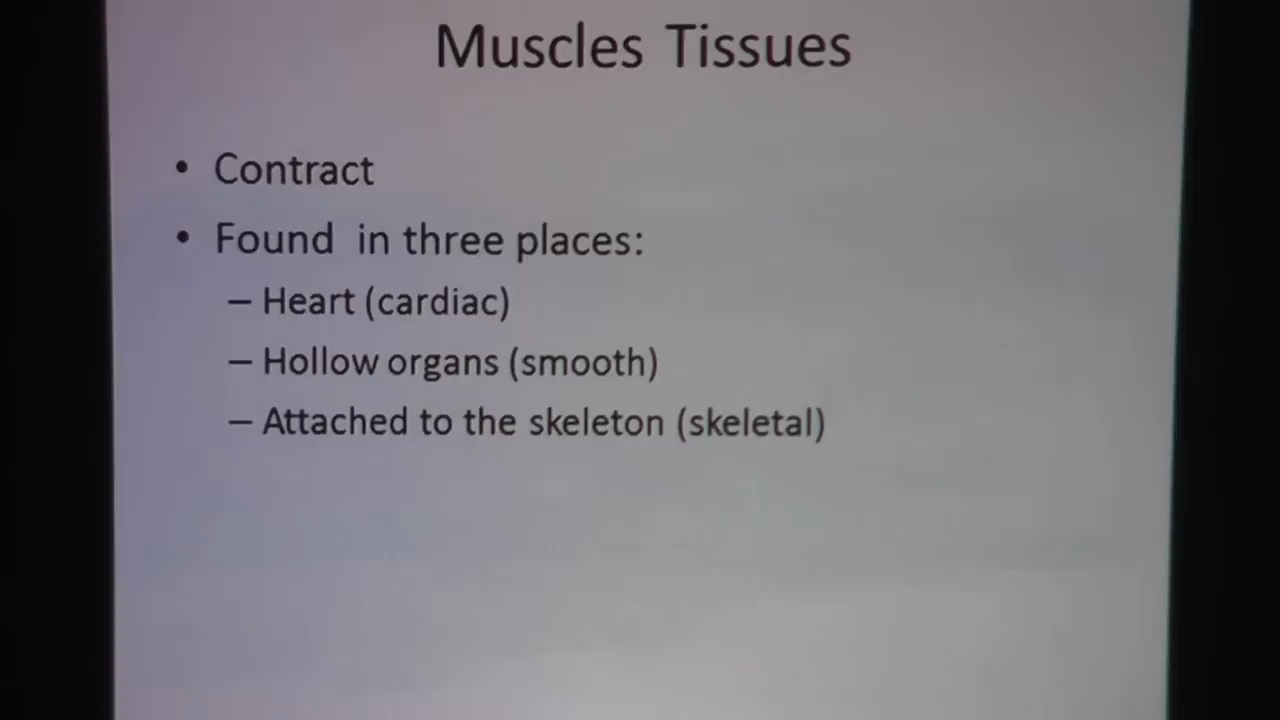 Muscles Tissues
• Contract
• Found in three places:
– Heart (cardiac)
– Hollow organs (smooth)
– Attached to the skeleton (skeletal)